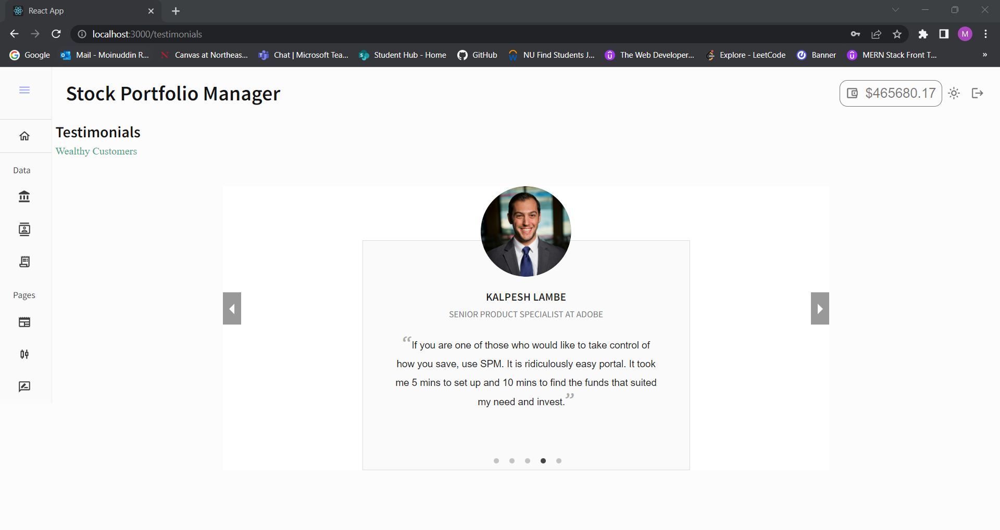 React App
localhost:3000/testimonials
M
Google
Mail - Moinuddin R...
Canvas at Northeas...
Chat | Microsoft Tea...
Student Hub - Home
GitHub
NU Find Students J...
The Web Developer...
Explore - LeetCode
Banner
MERN Stack Front T...
»
Stock Portfolio Manager
$465680.17
Testimonials
Wealthy Customers
Data
Pages
KALPESH LAMBE
SENIOR PRODUCT SPECIALIST AT ADOBE
“If you are one of those who would like to take control of
how you save, use SPM. It is ridiculously easy portal. It took
me 5 mins to set up and 10 mins to find the funds that suited
my need and invest.”